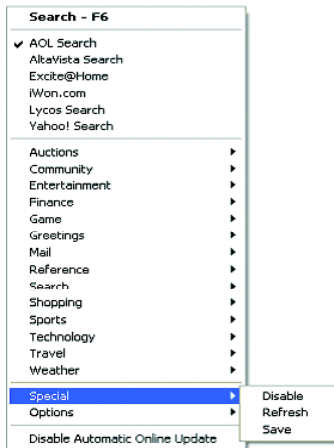 Search - F6
AOL Search
AltaVista Search
Excite@Home
iWon.com
Lycos Search
Yahoo! Search
Auctions
Community
Entertainment
Finance
Game
Greetings
Mail
Reference
Search
Shopping
Sports
Technology
Travel
Weather
Special
Disable
Options
Refresh
Save
Disable Automatic Online Update